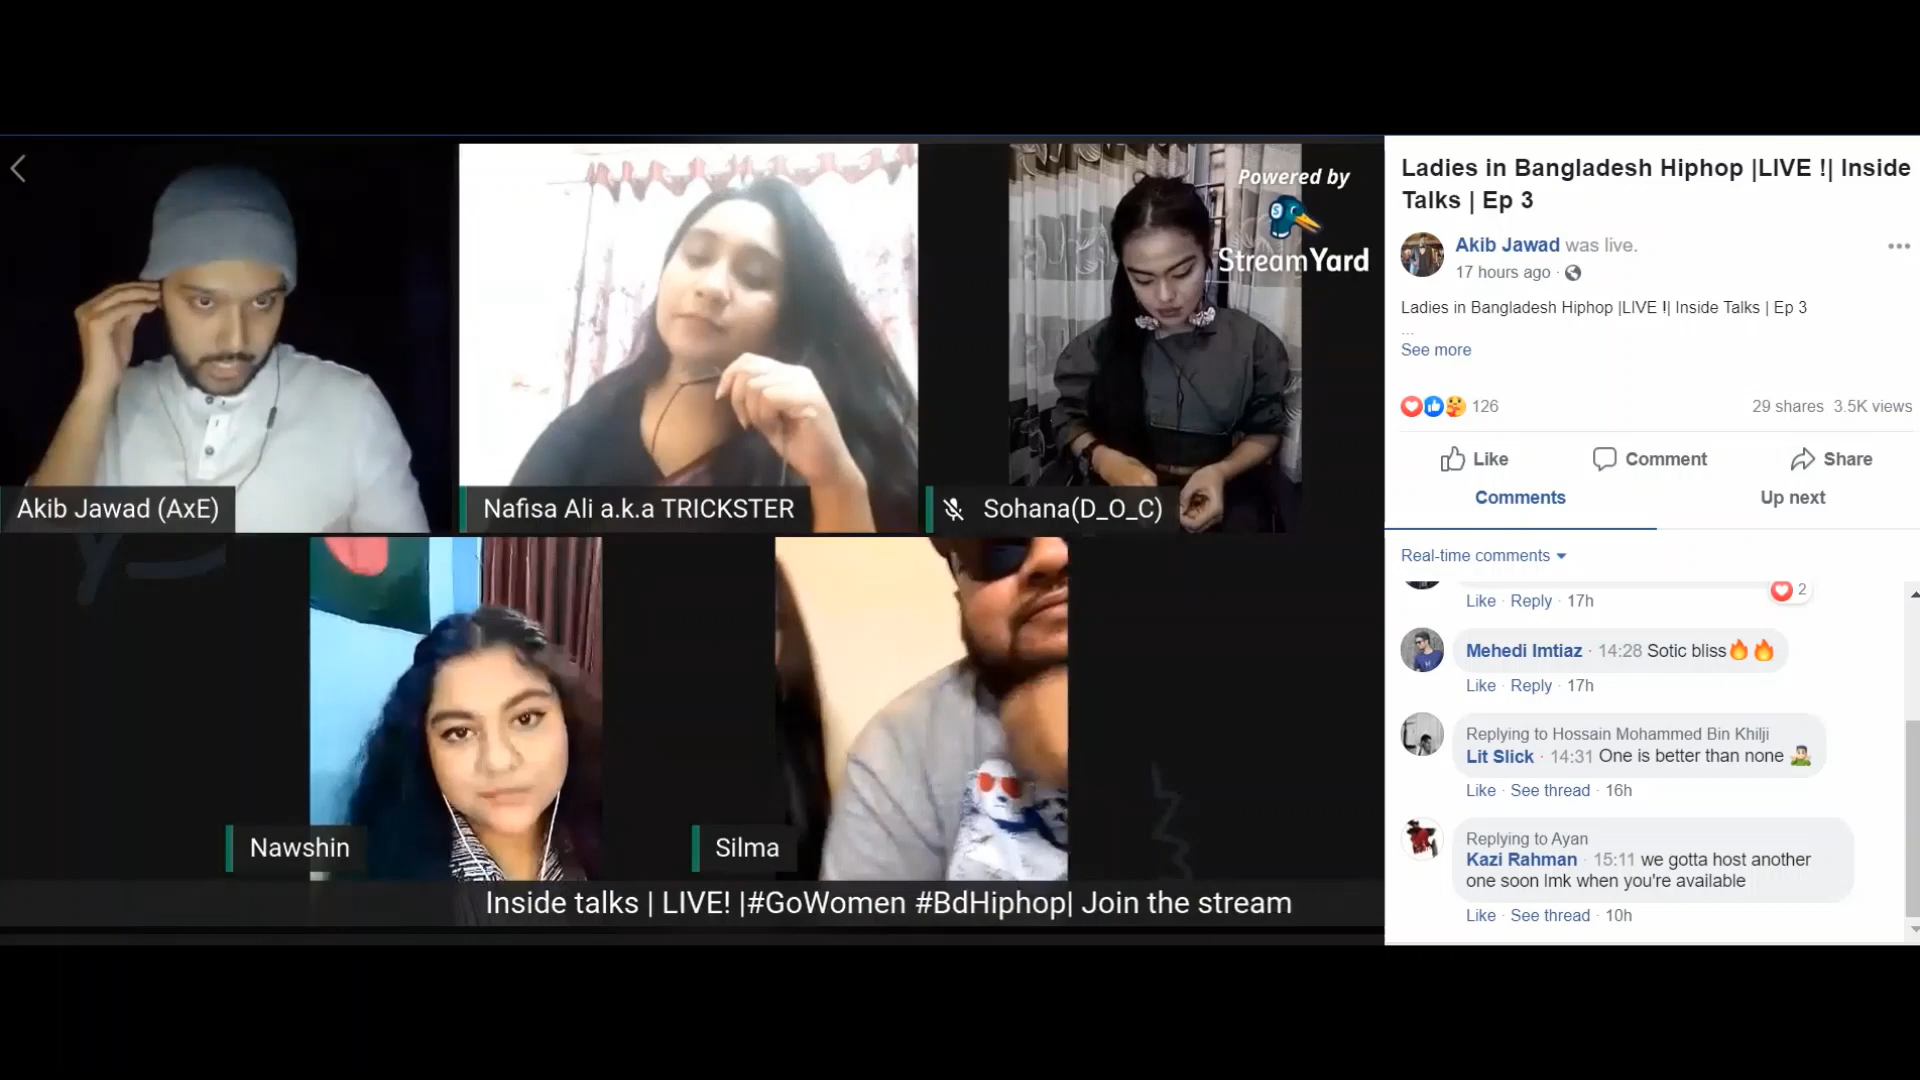 Powered by
StreamYard
Akib Jawad (AxE)
Nafisa Ali a.k.a TRICKSTER
Sohana(D_O_C)
Nawshin
Silma
Inside talks | LIVE! |#GoWomen #BdHiphop| Join the stream
Ladies in Bangladesh Hiphop |LIVE !| Inside
Talks | Ep 3
Akib Jawad was live.
17 hours ago ·
Ladies in Bangladesh Hiphop |LIVE !| Inside Talks | Ep 3
...
See more
126
29 shares 3.5K views
Like Comment Share
Comments Up next
Real-time comments
2
Like · Reply · 17h
Mehedi Imtiaz · 14:28 Sotic bliss🔥🔥
Like · Reply · 17h
Replying to Hossain Mohammed Bin Khilji
Lit Slick · 14:31 One is better than none
Like · See thread · 16h
Replying to Ayan
Kazi Rahman · 15:11 we gotta host another
one soon lmk when you're available
Like · See thread · 10h